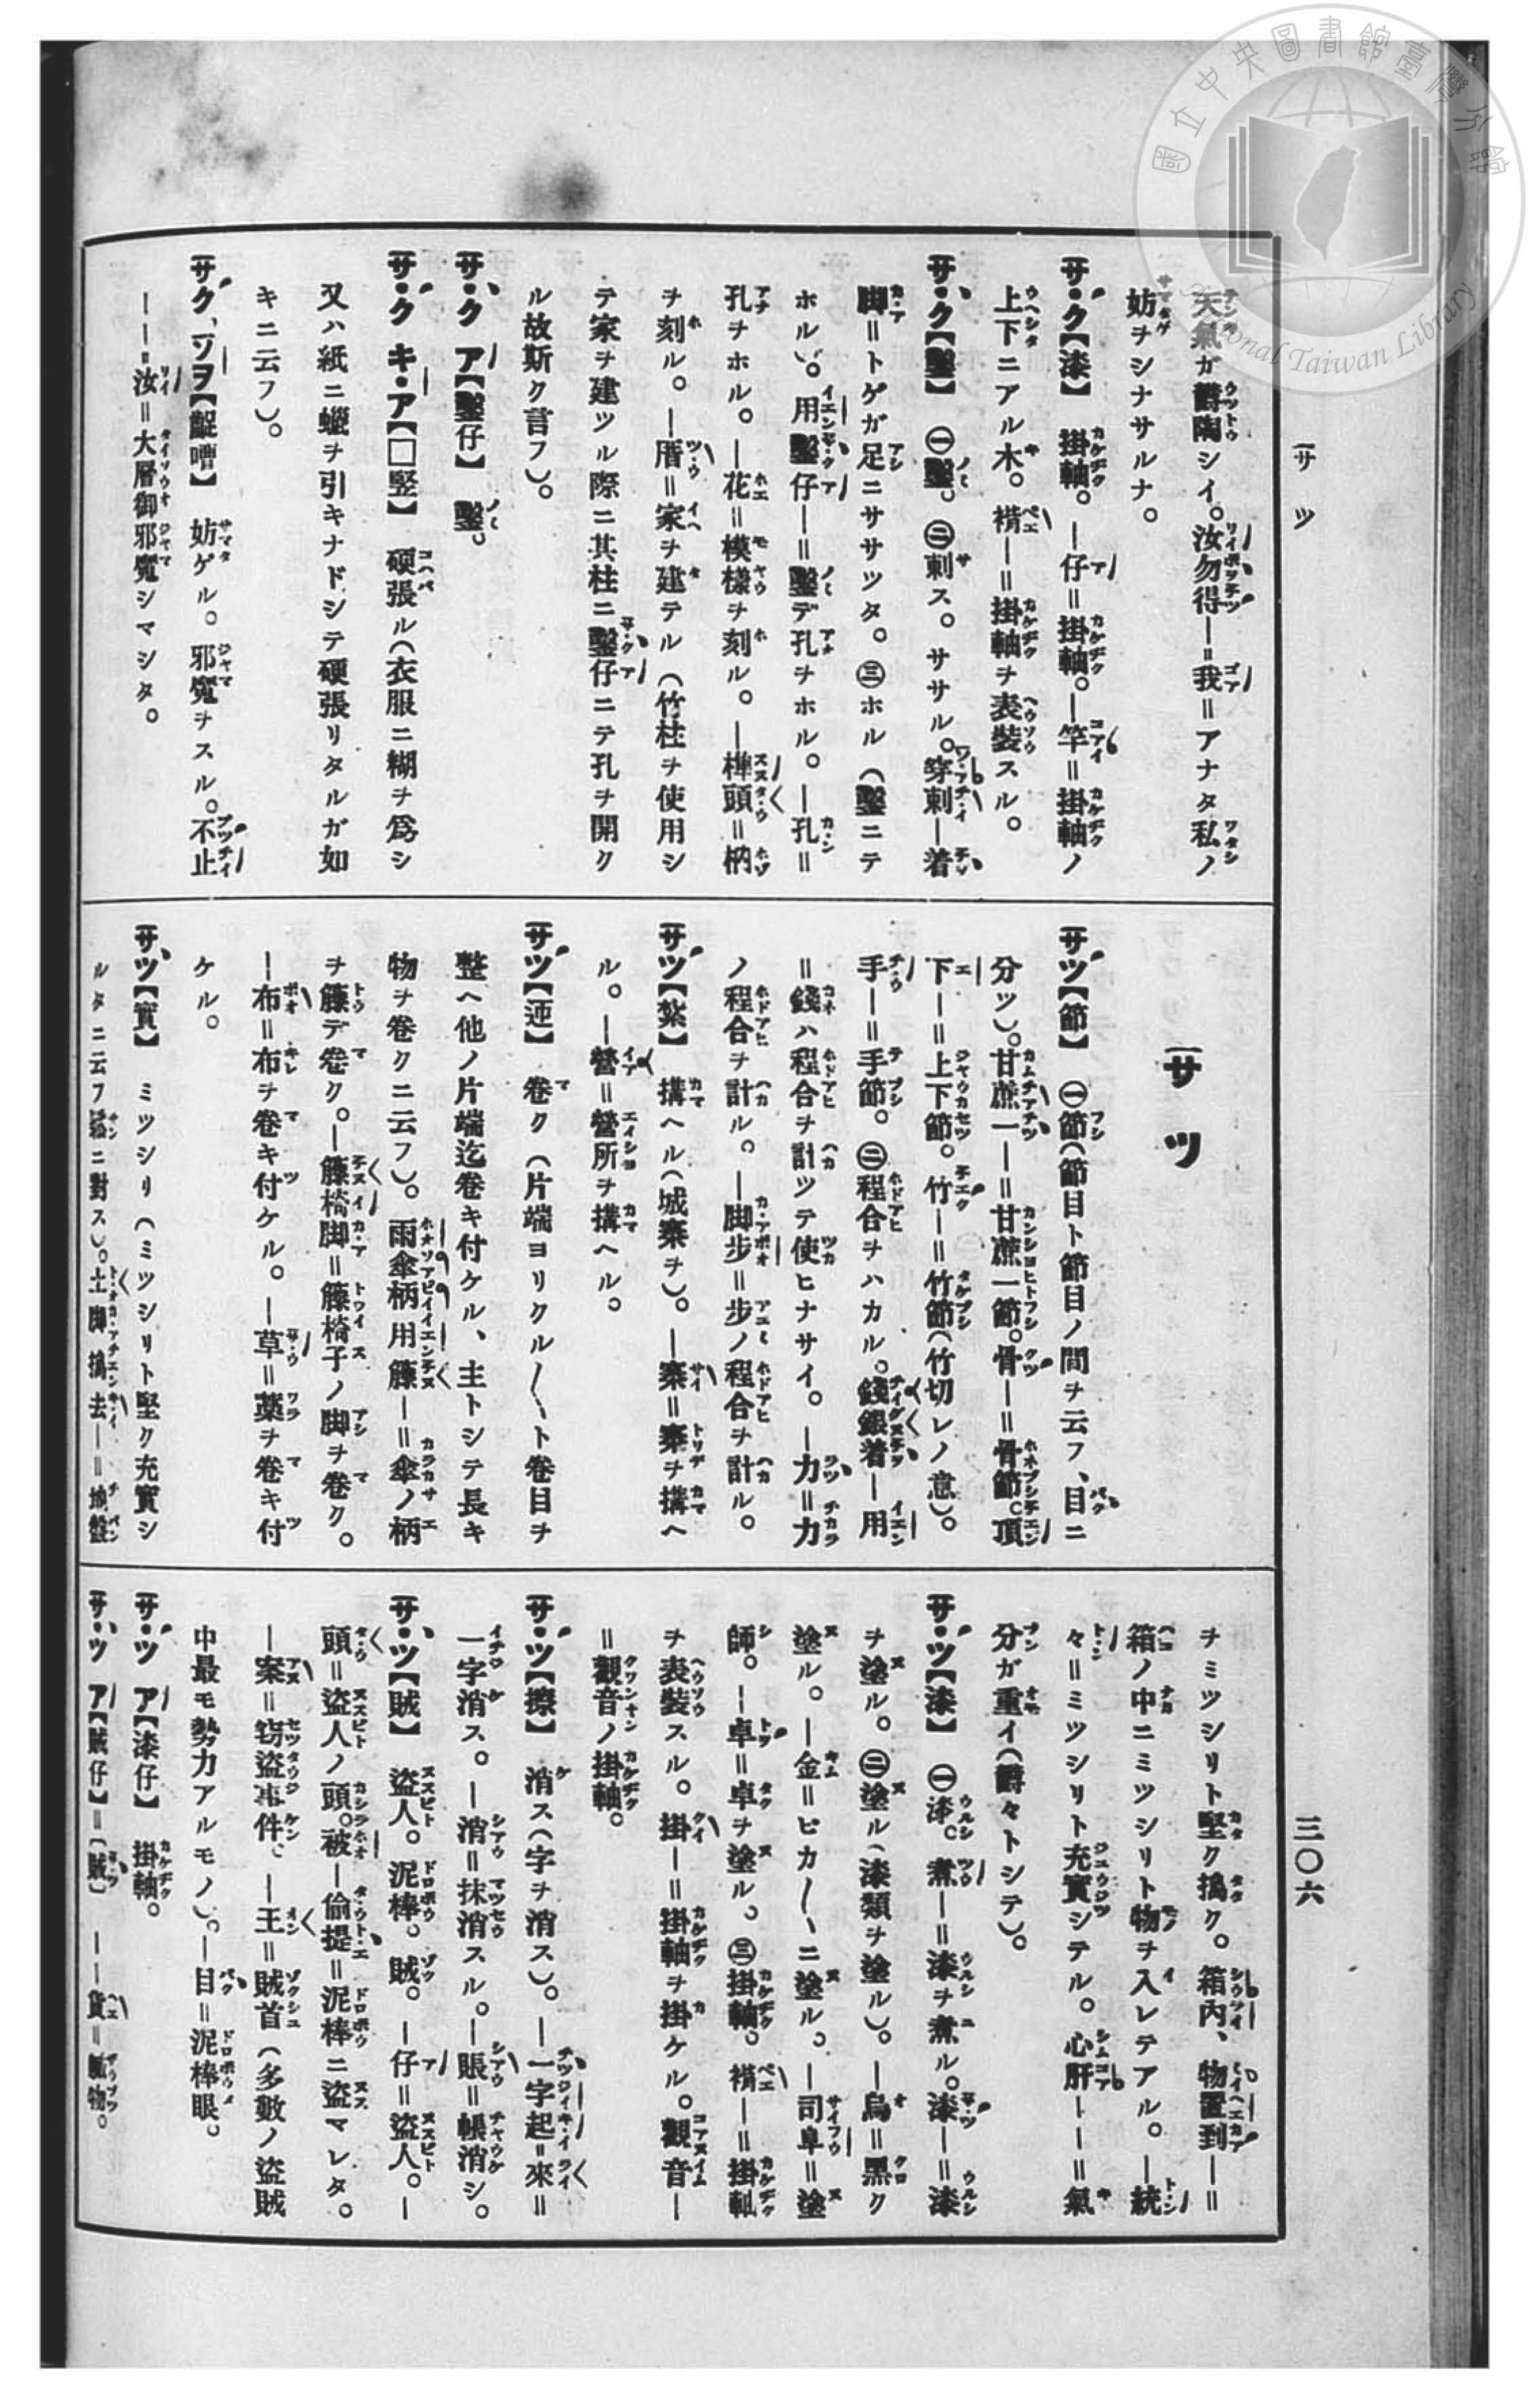 國立中央圖書館臺灣分館
National Taiwan Library
サツ
三〇六
天氣ガ欝陶シイ。汝勿得―=我=アナタ私ノ
妨ヲシナサルナ。
サ・ク【漆】 掛軸。―仔=掛軸。―竿=掛軸ノ
上下ニアル木。褙―=掛軸ヲ表裝スル。
サ・ク【鑿】 ㊀鑿。㊁刺ス。ササル。穿刺―着
脚=トゲガ足ニササツタ。㊂ホル（鑿ニテ
ホル）。用鑿仔―=鑿デ孔ヲホル。―孔=
孔ヲホル。―花=模樣ヲ刻ル。―榫頭=柄
ヲ刻ル。―厝=家ヲ建テル（竹柱ヲ使用シ
テ家ヲ建ツル際ニ其柱ニ鑿仔ニテ孔ヲ開ク
ル故斯ク言フ）。
サ・ク ア【鑿仔】 鑿。
サ・ク キ・ア【□竪】 硬張ル（衣服ニ糊ヲ爲シ
又ハ紙ニ蠟ヲ引キナドシテ硬張リタルガ如
キニ云フ）。
サク、ソヲ【齪嘈】 妨ゲル。邪魔ヲスル。不止
――=汝=大層御邪魔シマシタ。
サツ
サツ【節】 ㊀節（節目ト節目ノ間ヲ云フ、目ニ
分ツ）。甘蔗一―=甘蔗一節。骨―=骨節。頂
下―=上下節。竹―=竹節（竹切レノ意）。
手―=手節。㊁程合ヲハカル。錢銀着―用
=錢ハ程合ヲ計ツテ使ヒナサイ。―力=力
ノ程合ヲ計ル。―脚步=步ノ程合ヲ計ル。
サツ【紮】 搆ヘル（城寨ヲ）。―寨=寨ヲ搆ヘ
ル。―營=營所ヲ搆ヘル。
サツ【迊】 卷ク（片端ヨリクル〱ト卷目ヲ
整ヘ他ノ片端迄卷キ付ケル、主トシテ長キ
物ヲ卷クニ云フ）。雨傘柄用籐―=傘ノ柄
ヲ籐デ卷ク。―籐椅脚=籐椅子ノ脚ヲ卷ク。
―布=布ヲ卷キ付ケル。―草=藁ヲ卷キ付
ケル。
サツ【實】 ミツシリ（ミツシリト堅ク充實シ
ルタニ云フ ニ對ス）。土脚搗去―=地盤
ヲミツシリト堅ク搗ク。箱內、物置到―=
箱ノ中ニミツシリト物ヲ入レテアル。―統
々=ミツシリト充實シテル。心肝――=氣
分ガ重イ（欝々トシテ）。
サ・ツ【漆】 ㊀漆。煮―=漆ヲ煮ル。漆―=漆
ヲ塗ル。㊁塗ル（漆類ヲ塗ル）。―烏=黑ク
塗ル。―金=ピカ〱ニ塗ル。―司阜=塗
師。―卓=卓ヲ塗ル。㊂掛軸。褙―=掛軸
ヲ表裝スル。掛―=掛軸ヲ掛ケル。觀音―
=觀音ノ掛軸。
サ・ツ【擦】 消ス（字ヲ消ス）。―一字起=來=
一字消ス。―消=抹消スル。―賬=帳消シ。
サ・ツ【賊】 盜人。泥棒。賊。―仔=盜人。―
頭=盜人ノ頭。被―偷提=泥棒ニ盜マレタ。
―案=窃盜事件。―王=賊首（多數ノ盜賊
中最モ勢力アルモノ）。―目=泥棒眼。
サ・ツ ア【漆仔】 掛軸。
サ・ツ ア【賊仔】=（賊） ――貨=贓物。